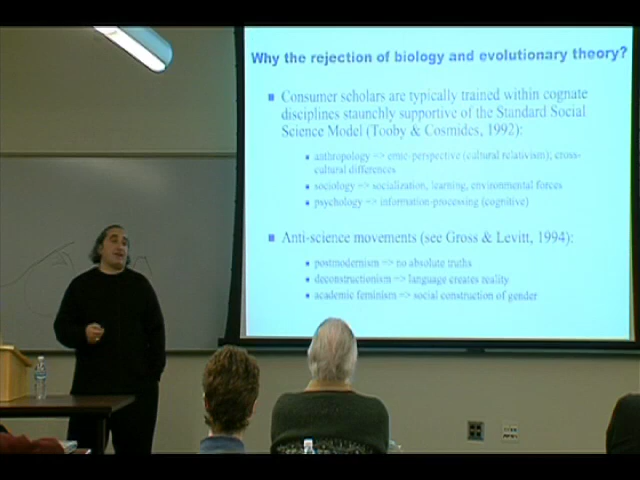 Why the rejection of biology and evolutionary theory?
Consumer scholars are typically trained within cognate
disciplines staunchly supportive of the Standard Social
Science Model (Tooby & Cosmides, 1992):
anthropology => emic-perspective (cultural relativism); cross-
cultural differences
sociology => socialization, learning, environmental forces
psychology => information-processing (cognitive)
Anti-science movements (see Gross & Levitt, 1994):
postmodernism => no absolute truths
deconstructionism => language creates reality
academic feminism => social construction of gender